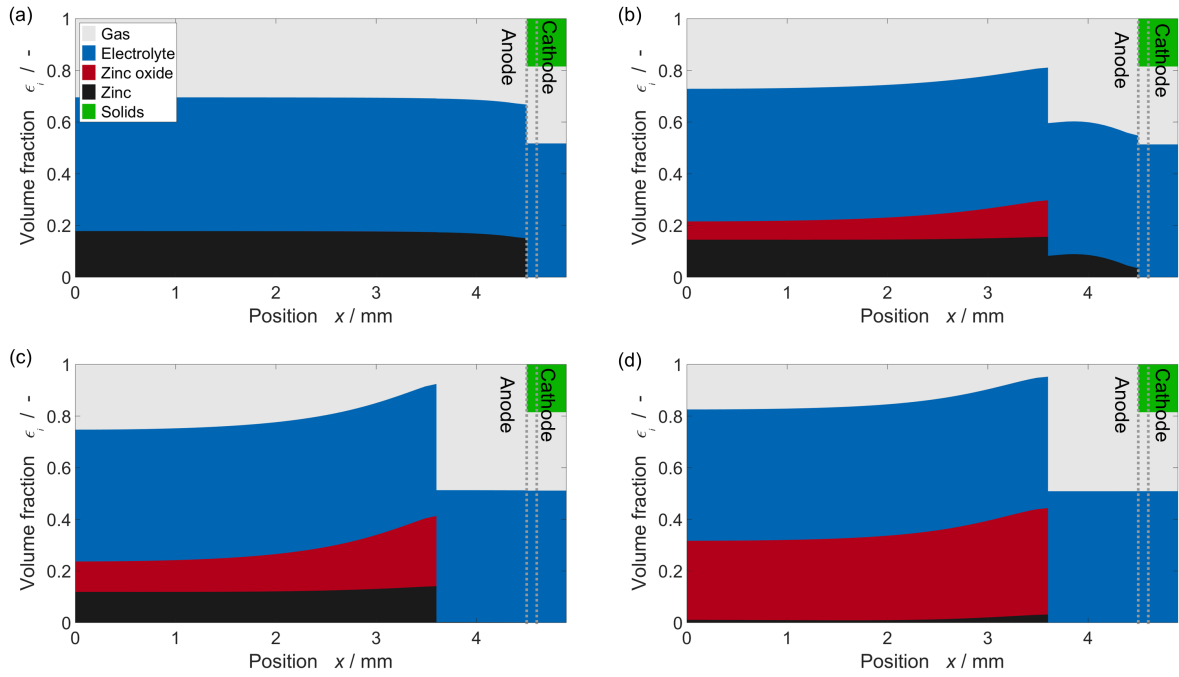 (a)
1
0.8
0.6
0.4
0.2
0
Volume fraction ϵi / -
Gas
Electrolyte
Zinc oxide
Zinc
Solids
Anode
Cathode
0 1 2 3 4
Position x / mm
(b)
1
0.8
0.6
0.4
0.2
0
Volume fraction ϵi / -
Anode
Cathode
0 1 2 3 4
Position x / mm
(c)
1
0.8
0.6
0.4
0.2
0
Volume fraction ϵi / -
Anode
Cathode
0 1 2 3 4
Position x / mm
(d)
1
0.8
0.6
0.4
0.2
0
Volume fraction ϵi / -
Anode
Cathode
0 1 2 3 4
Position x / mm